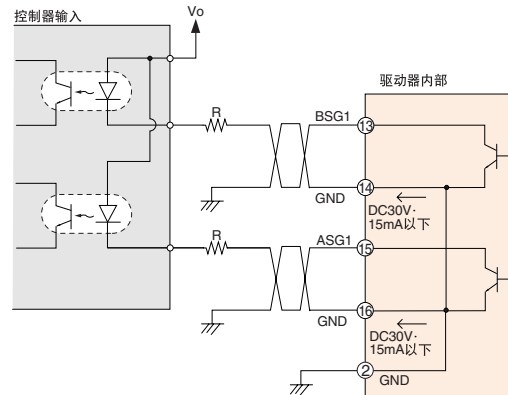 控制器输入
Vo
驱动器内部
R
BSG1
13
14
GND
DC30V·
15mA以下
R
ASG1
15
16
GND
DC30V·
15mA以下
2
GND